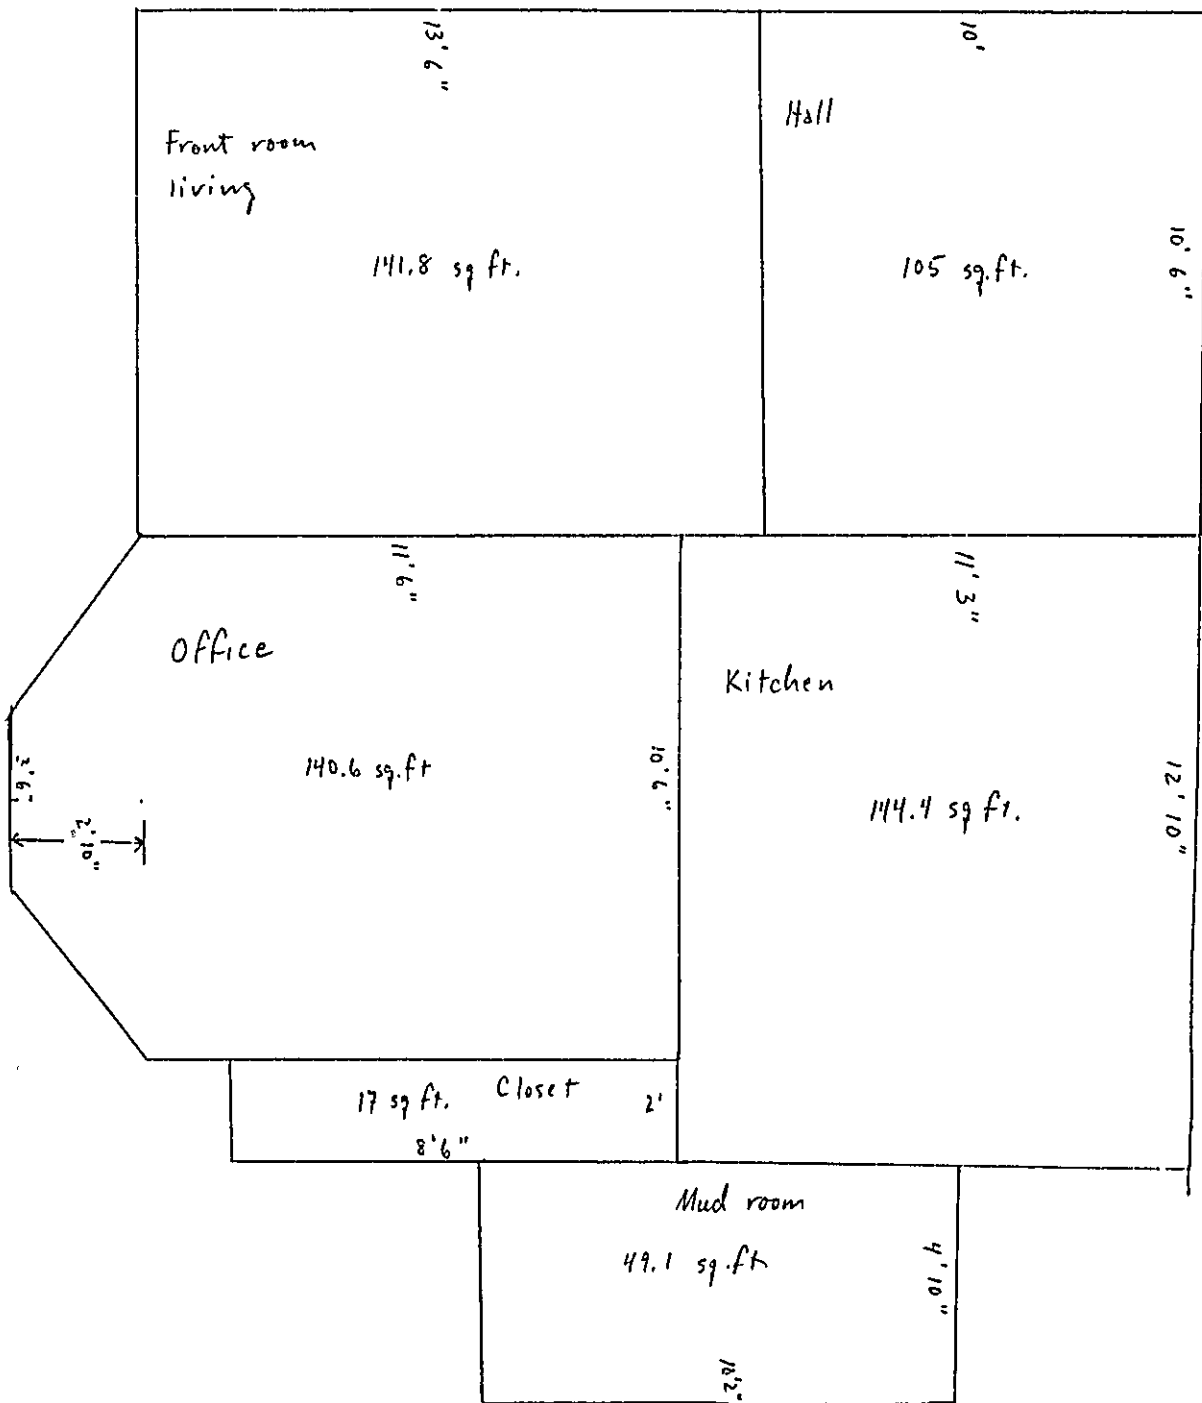 13' 6"
10'
Hall
Front room
living
10' 6"
141.8 sq ft.
105 sq.ft.
11' 6"
11' 3"
Office
Kitchen
10' 6"
140.6 sq.ft
144.4 sq ft.
12' 10"
2' 10"
17 sq ft. Closet 2'
8'6"
Mud room
49.1 sq.ft
4' 10"
10'2"